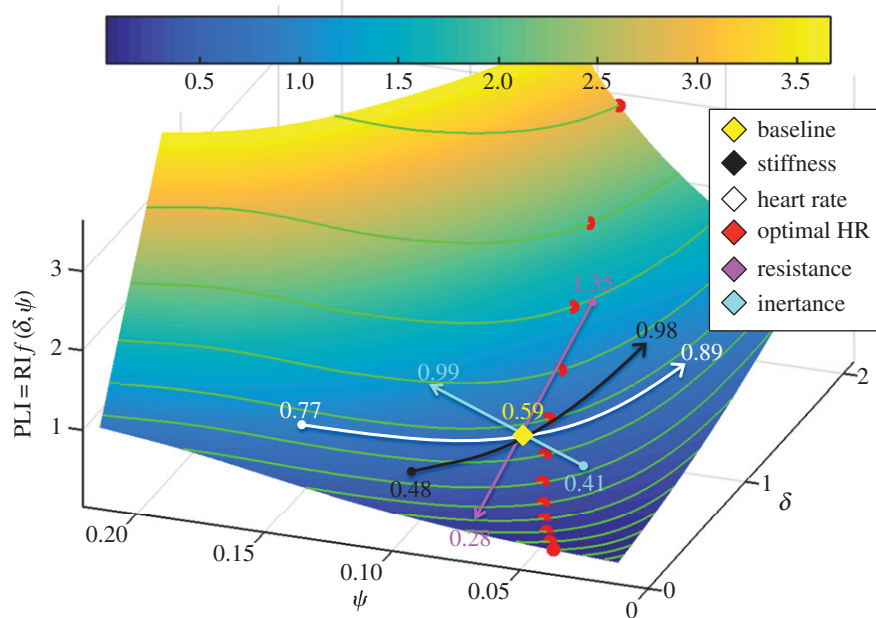 0.5 1.0 1.5 2.0 2.5 3.0 3.5
baseline
stiffness
heart rate
optimal HR
resistance
inertance
PLI = RI f (δ, ψ)
3
2
1
1.35
0.98
0.99
0.89
0.77
0.59
0.48
0.41
0.28
0.20
0.15
0.10
0.05
0
ψ
0
1
2
δ